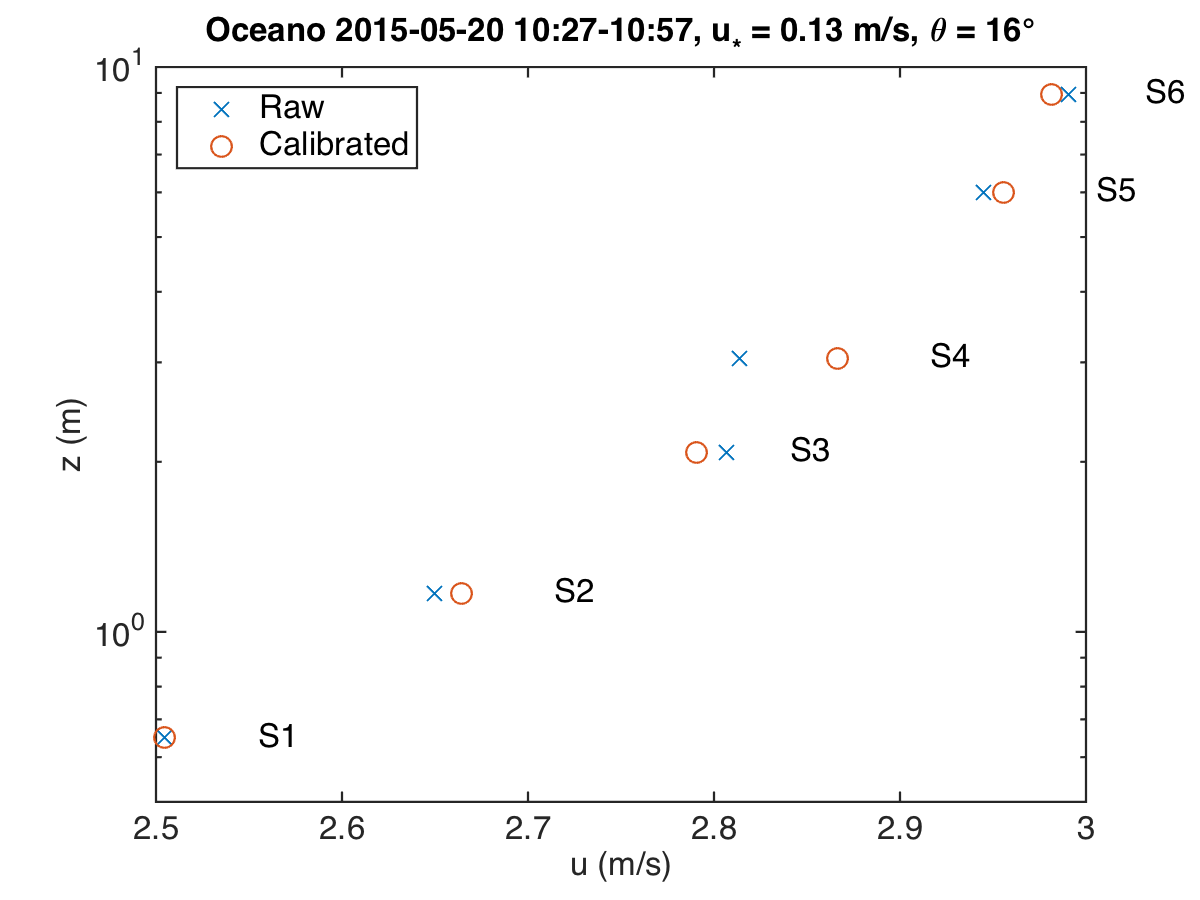 Oceano 2015-05-20 10:27-10:57, u* = 0.13 m/s, θ = 16°
10^1
Raw
Calibrated
S6
S5
S4
z (m)
S3
S2
10^0
S1
2.5 2.6 2.7 2.8 2.9 3
u (m/s)